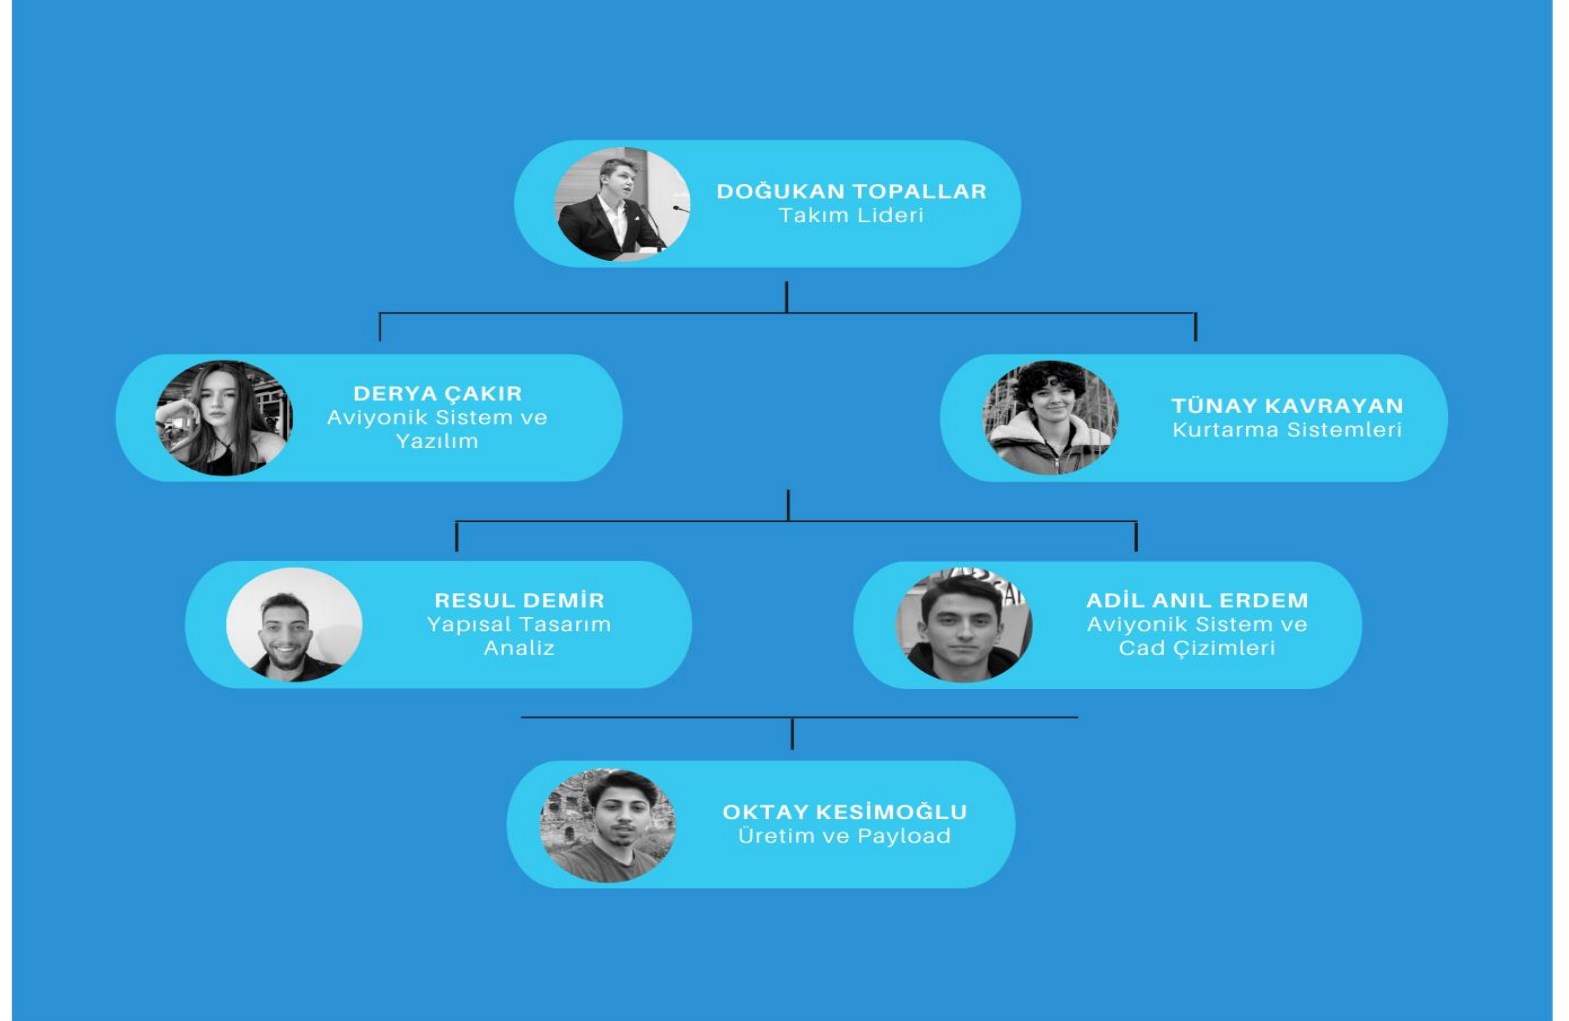 DOĞUKAN TOPALLAR
Takım Lideri
DERYA ÇAKIR
Aviyonik Sistem ve
Yazılım
TÜNAY KAVRAYAN
Kurtarma Sistemleri
RESUL DEMİR
Yapısal Tasarım
Analiz
ADİL ANIL ERDEM
Aviyonik Sistem ve
Cad Çizimleri
OKTAY KESİMOĞLU
Üretim ve Payload